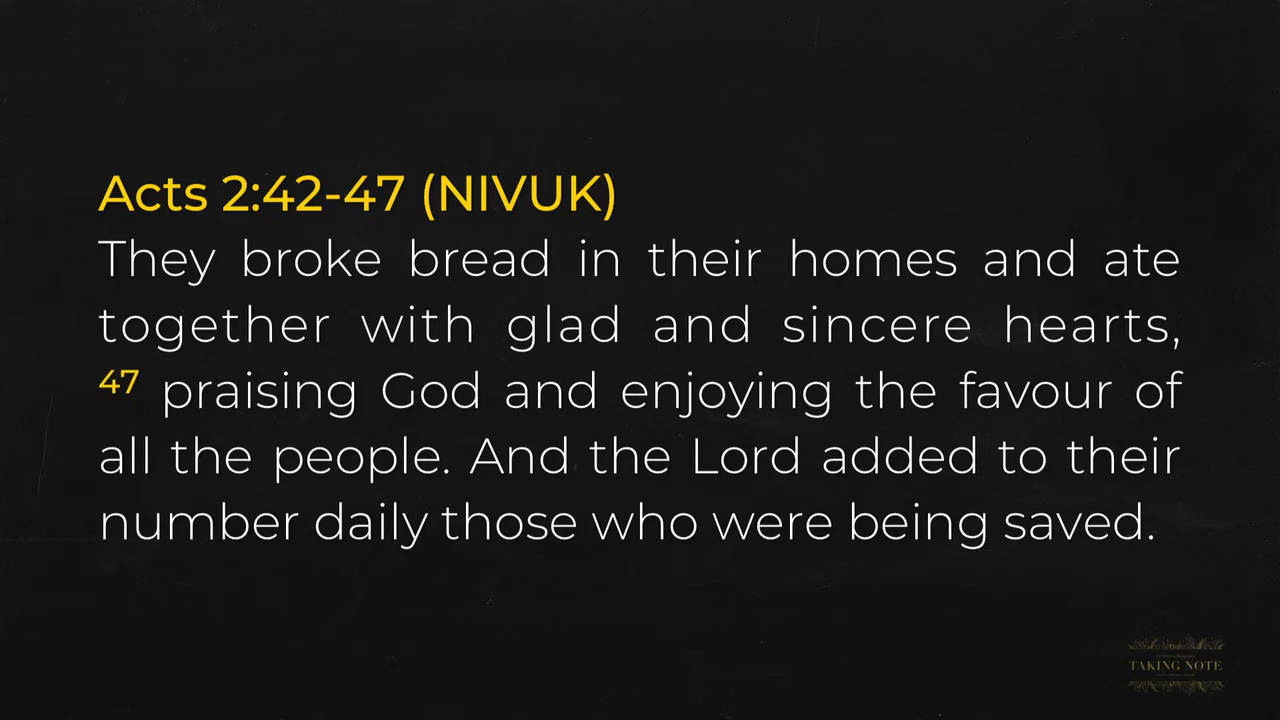 Acts 2:42-47 (NIVUK)
They broke bread in their homes and ate
together with glad and sincere hearts,
47 praising God and enjoying the favour of
all the people. And the Lord added to their
number daily those who were being saved.
TAKING NOTE